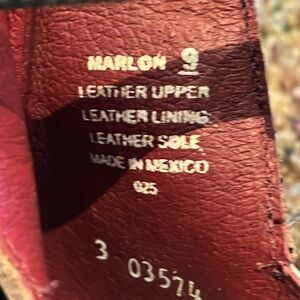 MARLON 9
LEATHER UPPER
LEATHER LINING
LEATHER SOLE
MADE IN MEXICO
025
3 03574